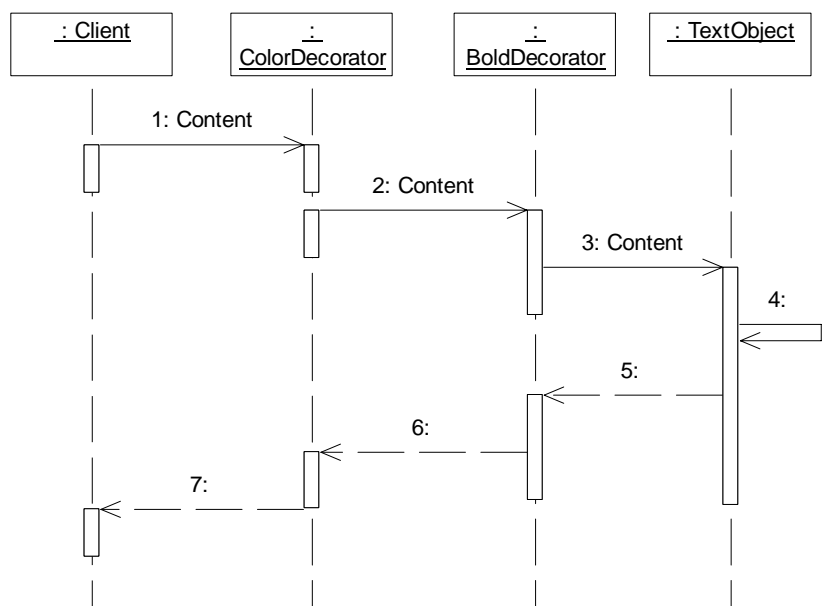 : Client
:
ColorDecorator
:
BoldDecorator
: TextObject
1: Content
2: Content
3: Content
4:
5:
6:
7: